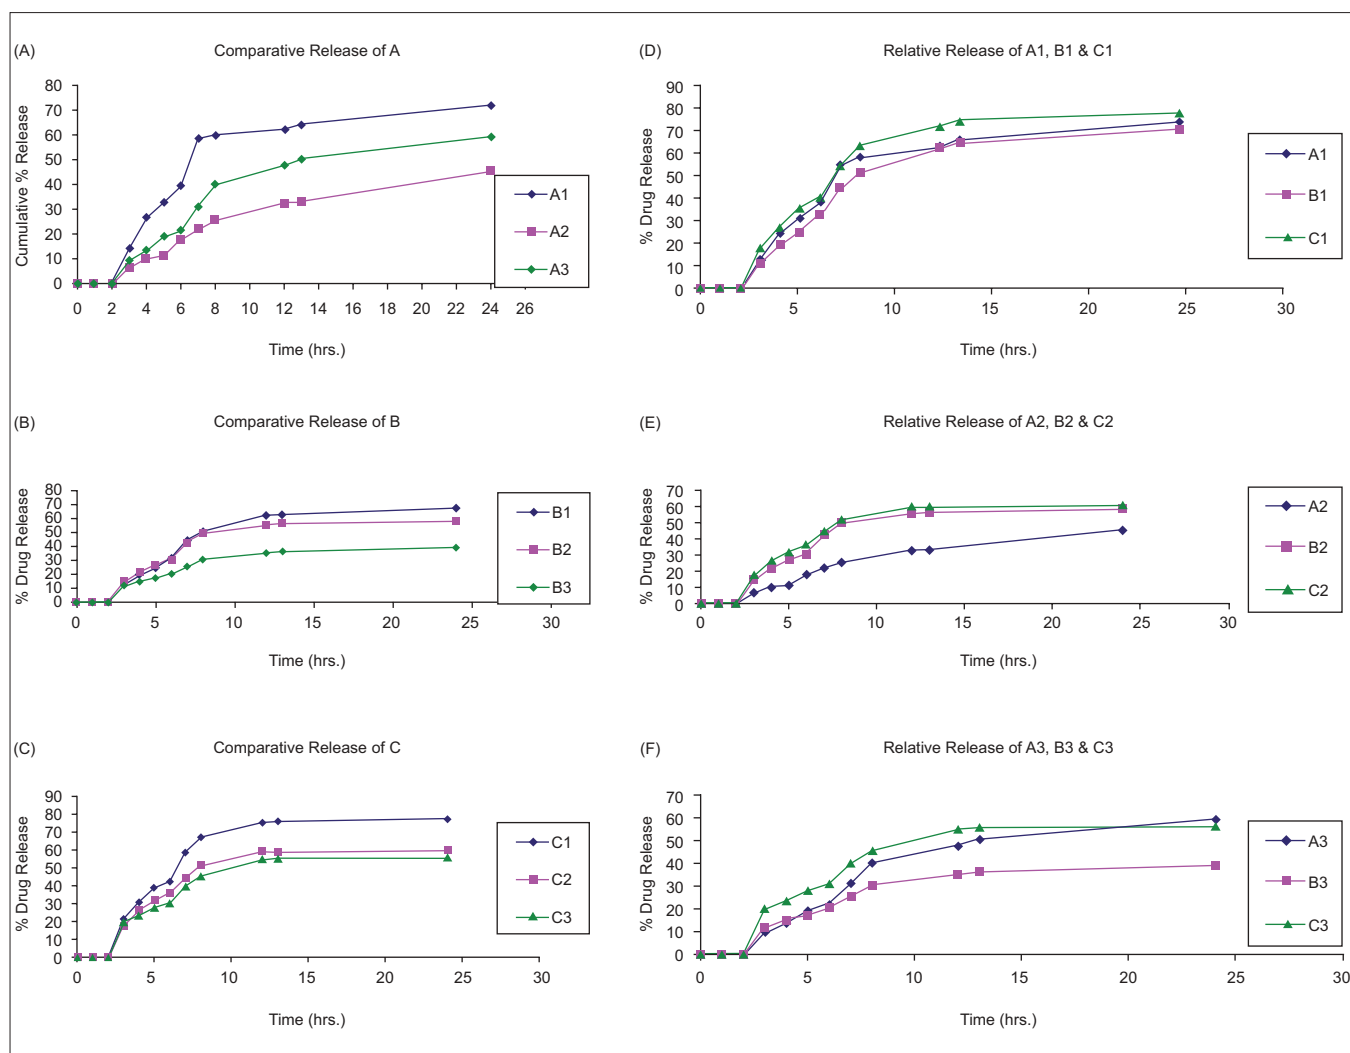 (A) Comparative Release of A
Cumulative % Release
80
70
60
50
40
30
20
10
0
0 2 4 6 8 10 12 14 16 18 20 22 24 26
Time (hrs.)
A1
A2
A3
(D) Relative Release of A1, B1 & C1
% Drug Release
90
80
70
60
50
40
30
20
10
0
0 5 10 15 20 25 30
Time (hrs.)
A1
B1
C1
(B) Comparative Release of B
% Drug Release
80
70
60
50
40
30
20
10
0
0 5 10 15 20 25 30
Time (hrs.)
B1
B2
B3
(E) Relative Release of A2, B2 & C2
% Drug Release
70
60
50
40
30
20
10
0
0 5 10 15 20 25 30
Time (hrs.)
A2
B2
C2
(C) Comparative Release of C
% Drug Release
90
80
70
60
50
40
30
20
10
0
0 5 10 15 20 25 30
Time (hrs.)
C1
C2
C3
(F) Relative Release of A3, B3 & C3
% Drug Release
70
60
50
40
30
20
10
0
0 5 10 15 20 25 30
Time (hrs.)
A3
B3
C3